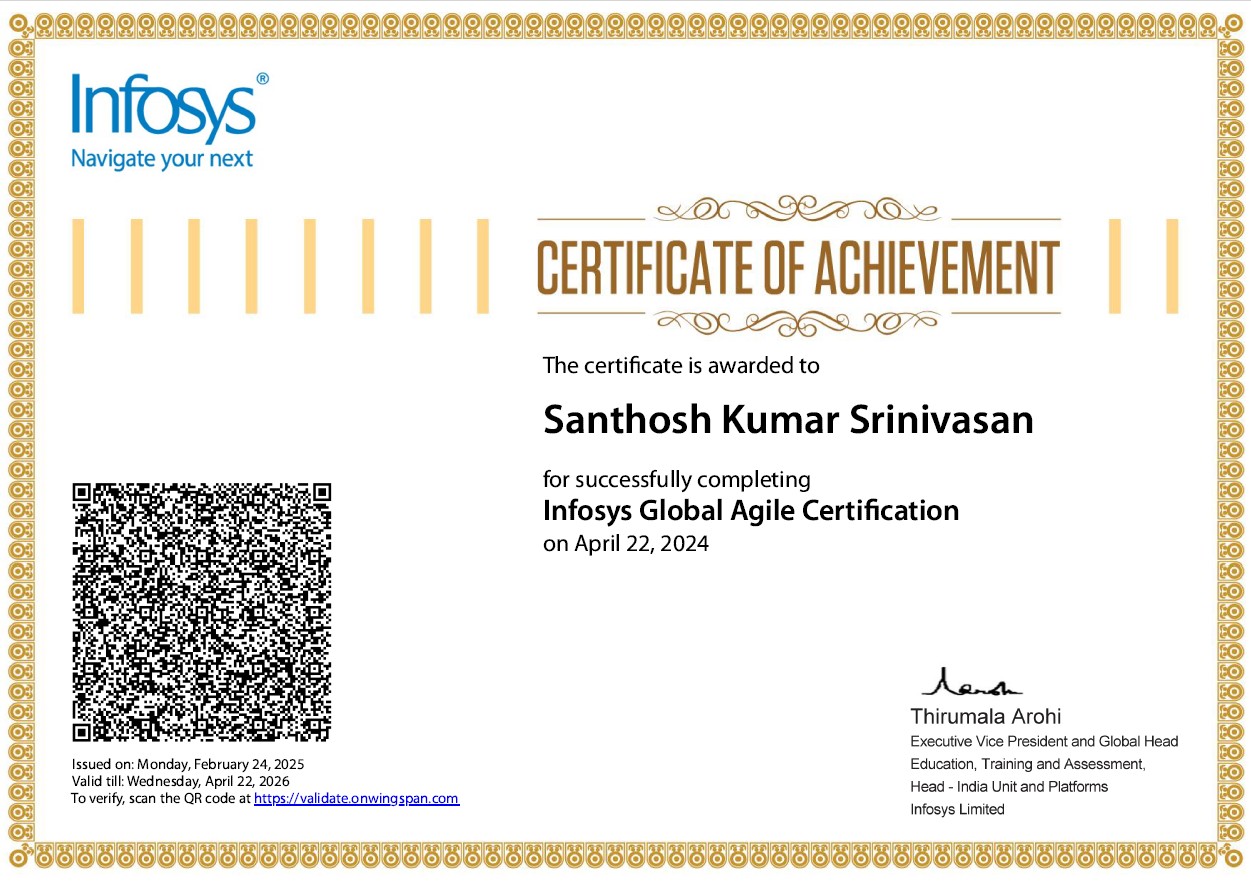 Infosys®
Navigate your next
CERTIFICATE OF ACHIEVEMENT
The certificate is awarded to
Santhosh Kumar Srinivasan
for successfully completing
Infosys Global Agile Certification
on April 22, 2024
Issued on: Monday, February 24, 2025
Valid till: Wednesday, April 22, 2026
To verify, scan the QR code at https://validate.onwingspan.com
Thirumala Arohi
Executive Vice President and Global Head
Education, Training and Assessment,
Head - India Unit and Platforms
Infosys Limited